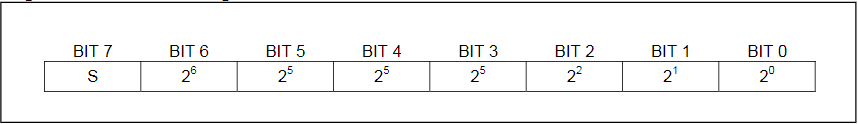 BIT 7 BIT 6 BIT 5 BIT 4 BIT 3 BIT 2 BIT 1 BIT 0
S 2⁶ 2⁵ 2⁵ 2⁵ 2² 2¹ 2⁰